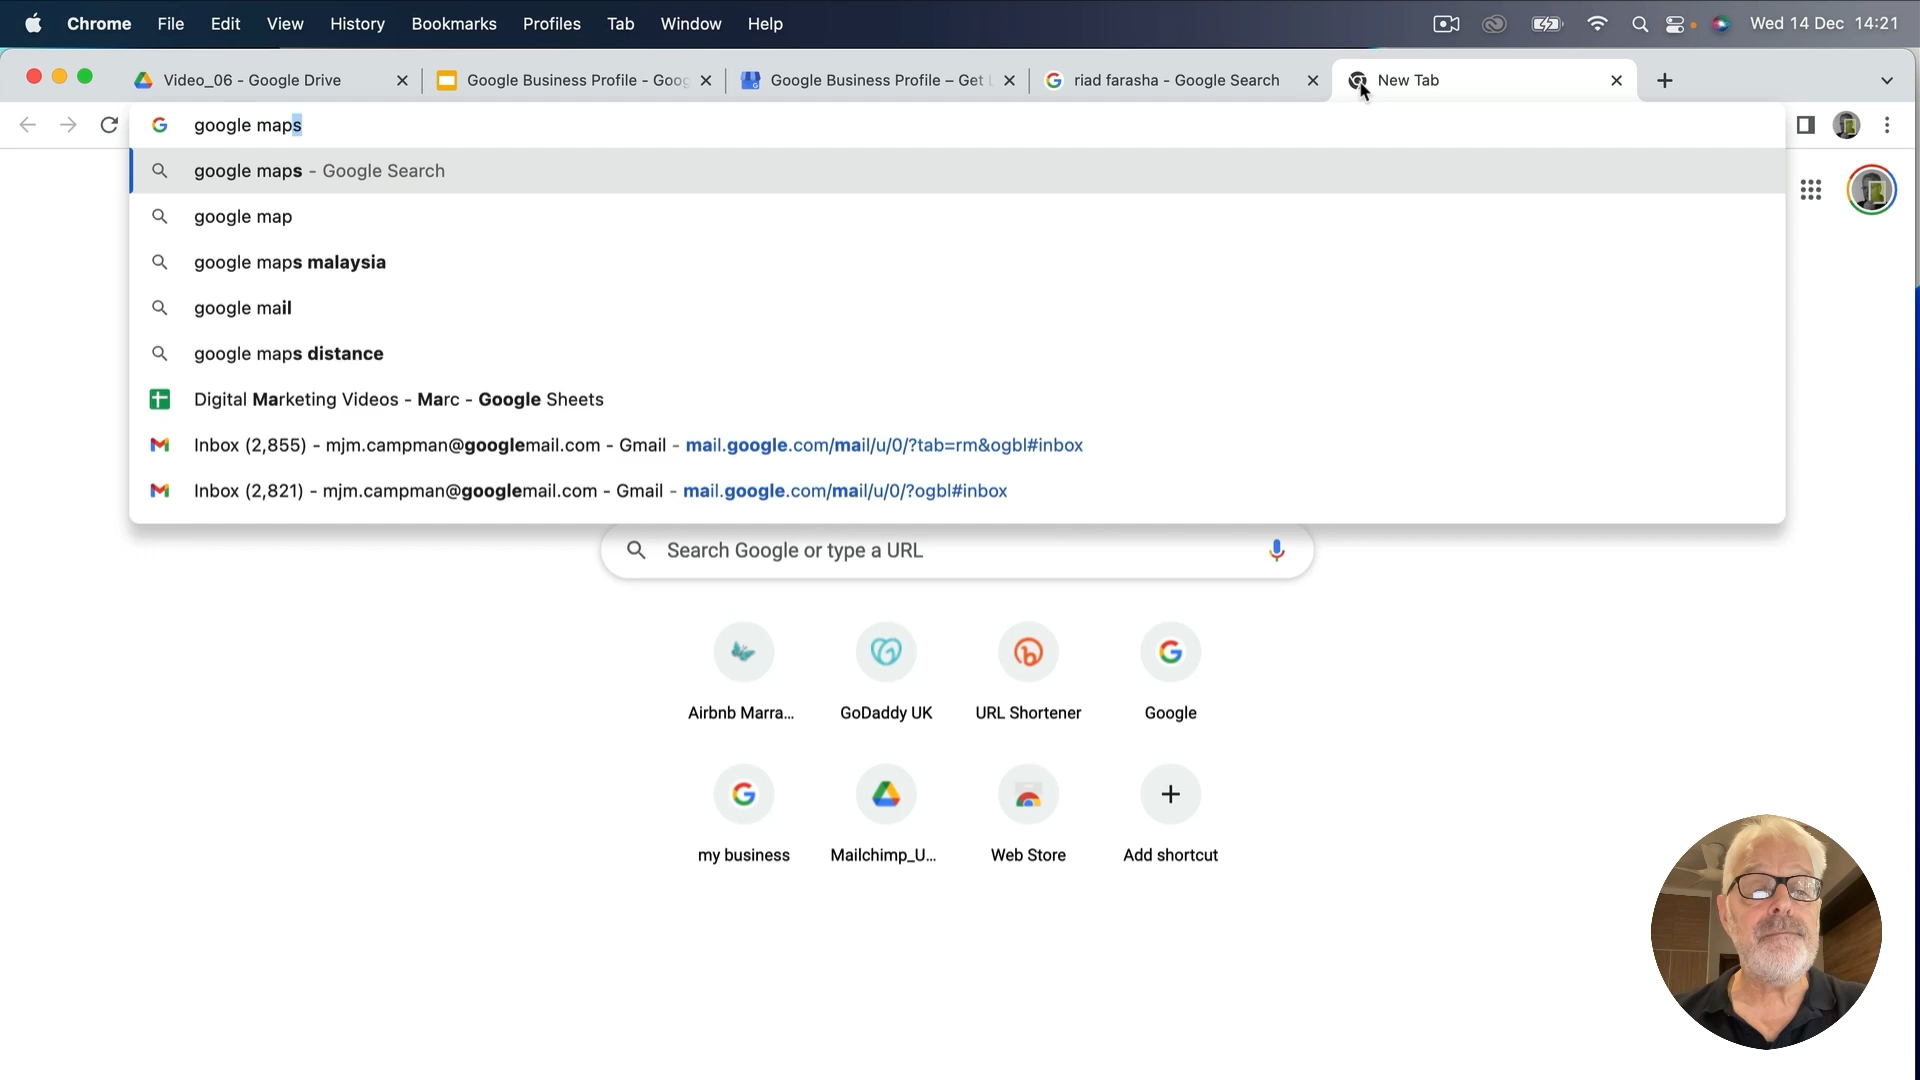 Chrome File Edit View History Bookmarks Profiles Tab Window Help Wed 14 Dec 14:21
Video_06 - Google Drive Google Business Profile - Goog Google Business Profile – Get L riad farasha - Google Search New Tab
google maps
google maps - Google Search
google map
google maps malaysia
google mail
google maps distance
Digital Marketing Videos - Marc - Google Sheets
Inbox (2,855) - mjm.campman@googlemail.com - Gmail - mail.google.com/mail/u/0/?tab=rm&ogbl#inbox
Inbox (2,821) - mjm.campman@googlemail.com - Gmail - mail.google.com/mail/u/0/?ogbl#inbox
Search Google or type a URL
Airbnb Marra... GoDaddy UK URL Shortener Google
my business Mailchimp_U... Web Store Add shortcut